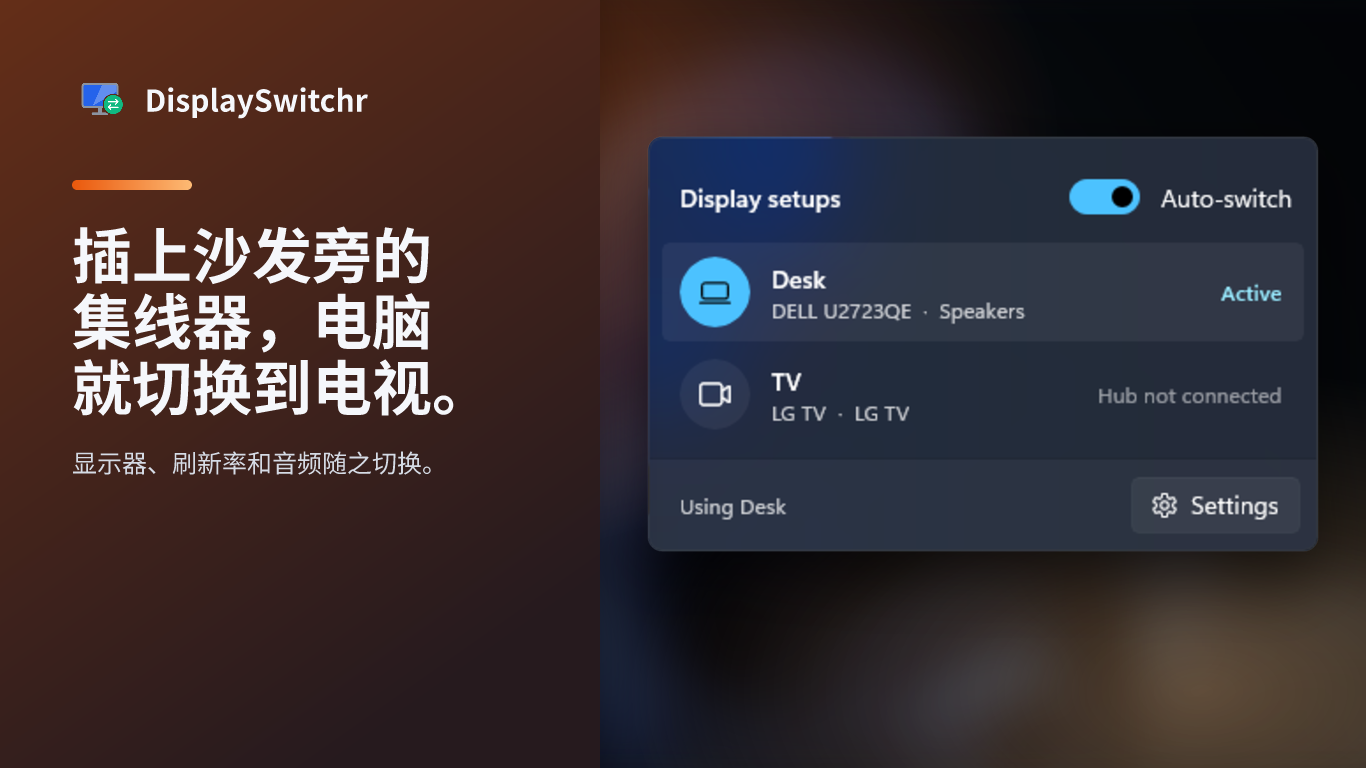 DisplaySwitchr
插上沙发旁的
集线器，电脑
就切换到电视。
显示器、刷新率和音频随之切换。
Display setups
Auto-switch
Desk
DELL U2723QE · Speakers
Active
TV
LG TV · LG TV
Hub not connected
Using Desk
Settings